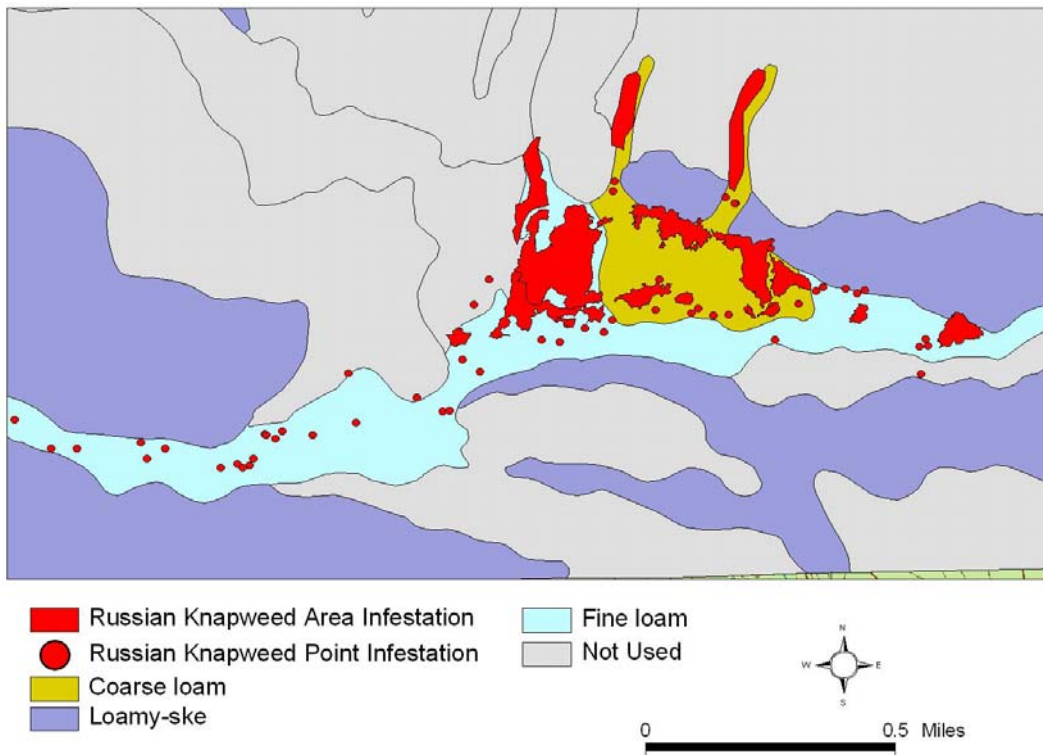 Russian Knapweed Area Infestation
Russian Knapweed Point Infestation
Coarse loam
Loamy-ske
Fine loam
Not Used
N
W E
S
0 0.5 Miles